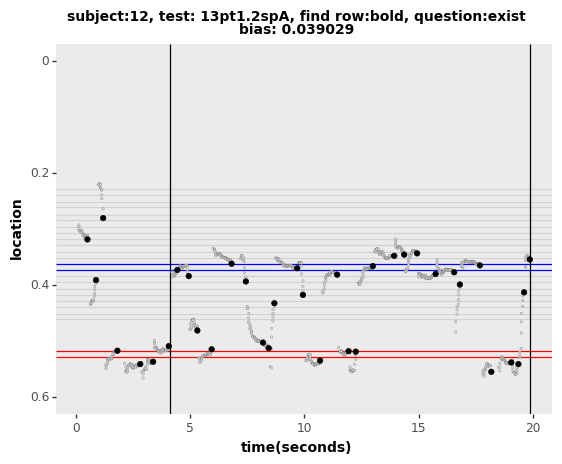 subject:12, test: 13pt1.2spA, find row:bold, question:exist
bias: 0.039029
0
0.2
location
0.4
0.6
0 5 10 15 20
time(seconds)